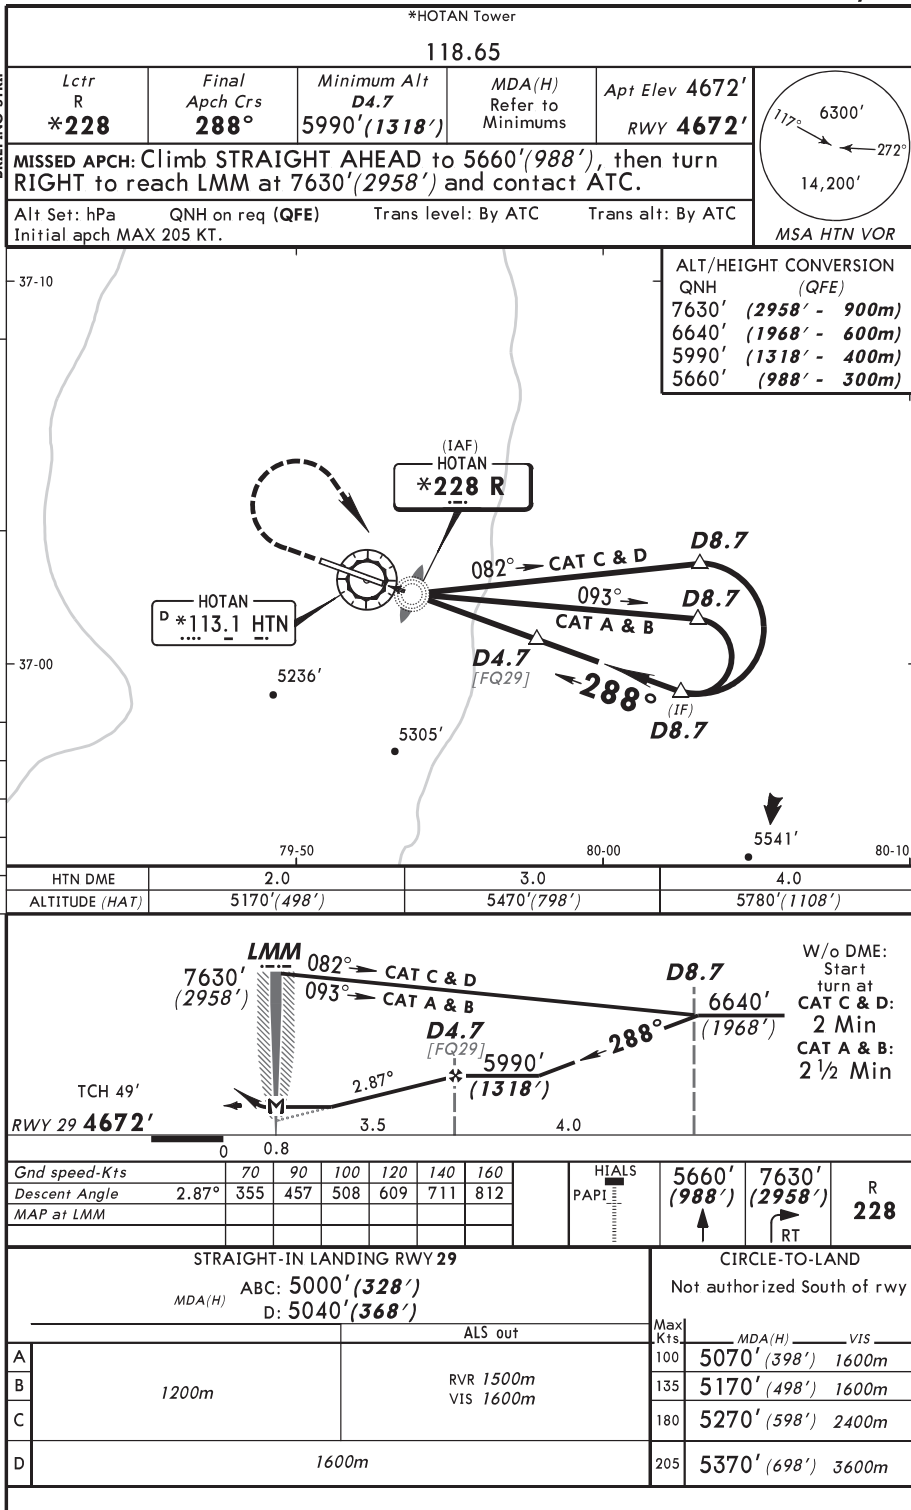 *HOTAN Tower
118.65
Lctr
R
*228
Final
Apch Crs
288°
Minimum Alt
D4.7
5990'(1318')
MDA(H)
Refer to
Minimums
Apt Elev 4672'
RWY 4672'
117°
6300'
272°
14,200'
MSA HTN VOR
MISSED APCH: Climb STRAIGHT AHEAD to 5660'(988'), then turn
RIGHT to reach LMM at 7630'(2958') and contact ATC.
Alt Set: hPa QNH on req (QFE) Trans level: By ATC Trans alt: By ATC
Initial apch MAX 205 KT.
ALT/HEIGHT CONVERSION
QNH (QFE)
7630' (2958' - 900m)
6640' (1968' - 600m)
5990' (1318' - 400m)
5660' (988' - 300m)
37-10
(IAF)
HOTAN
*228 R
D8.7
082° CAT C & D
093°
D8.7
CAT A & B
HOTAN
D *113.1 HTN
37-00
D4.7
[FQ29]
288°
(IF)
D8.7
5236'
5305'
5541'
79-50
80-00
80-10
HTN DME 2.0 3.0 4.0
ALTITUDE (HAT) 5170'(498') 5470'(798') 5780'(1108')
LMM
7630'
(2958')
082° CAT C & D
093° CAT A & B
D8.7
6640'
(1968')
288°
D4.7
[FQ29]
5990'
(1318')
2.87°
M
TCH 49'
RWY 29 4672'
3.5
4.0
0
0.8
W/o DME:
Start
turn at
CAT C & D:
2 Min
CAT A & B:
2 ½ Min
Gnd speed-Kts 70 90 100 120 140 160
Descent Angle 2.87° 355 457 508 609 711 812
MAP at LMM
HIALS
PAPI
5660'
(988')
7630'
(2958')
RT
R
228
STRAIGHT-IN LANDING RWY 29
MDA(H)
ABC: 5000'(328')
D: 5040'(368')
ALS out
A
B
C
D
1200m
RVR 1500m
VIS 1600m
1600m
CIRCLE-TO-LAND
Not authorized South of rwy
Max
Kts MDA(H) VIS
100 5070' (398') 1600m
135 5170' (498') 1600m
180 5270' (598') 2400m
205 5370' (698') 3600m